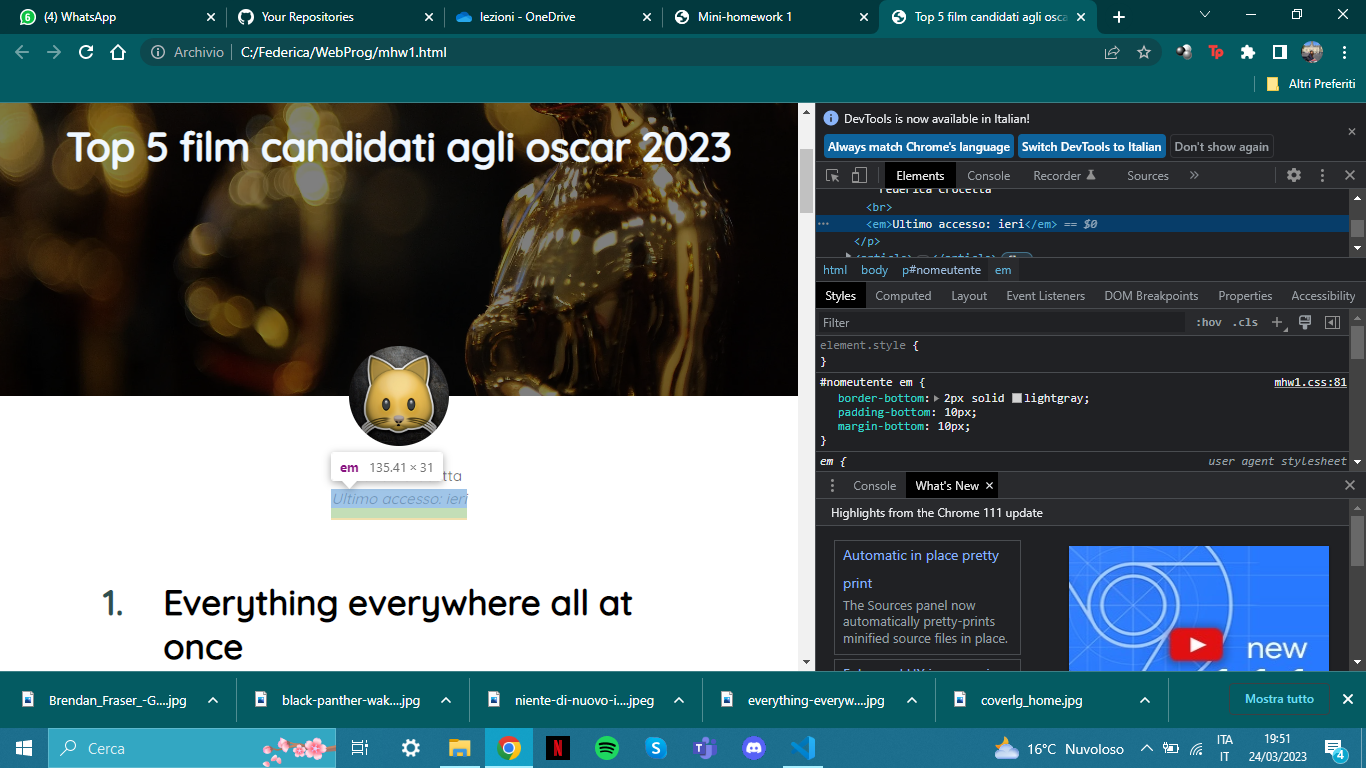 6 (4) WhatsApp
Your Repositories
lezioni - OneDrive
Mini-homework 1
Top 5 film candidati agli osca
Archivio | C:/Federica/WebProg/mhw1.html
Tp
Altri Preferiti
Top 5 film candidati agli oscar 2023
em 135.41 × 31
tta
Ultimo accesso: ieri
1. Everything everywhere all at
once
DevTools is now available in Italian!
Always match Chrome's language Switch DevTools to Italian Don't show again
Elements Console Recorder Sources »
Federica Crocetta
<br>
··· <em>Ultimo accesso: ieri</em> == $0
</p>
<article> </article>
html body p#nomeutente em
Styles Computed Layout Event Listeners DOM Breakpoints Properties Accessibility
Filter :hov .cls +
element.style {
}
#nomeutente em { mhw1.css:81
border-bottom: 2px solid lightgray;
padding-bottom: 10px;
margin-bottom: 10px;
}
em { user agent stylesheet
Console What's New ×
Highlights from the Chrome 111 update
Automatic in place pretty
print
The Sources panel now
automatically pretty-prints
minified source files in place.
new
Brendan_Fraser_-G....jpg
black-panther-wak....jpg
niente-di-nuovo-i....jpeg
everything-everyw....jpg
coverlg_home.jpg
Mostra tutto
Cerca
N
16°C Nuvoloso
ITA
IT
19:51
24/03/2023
4